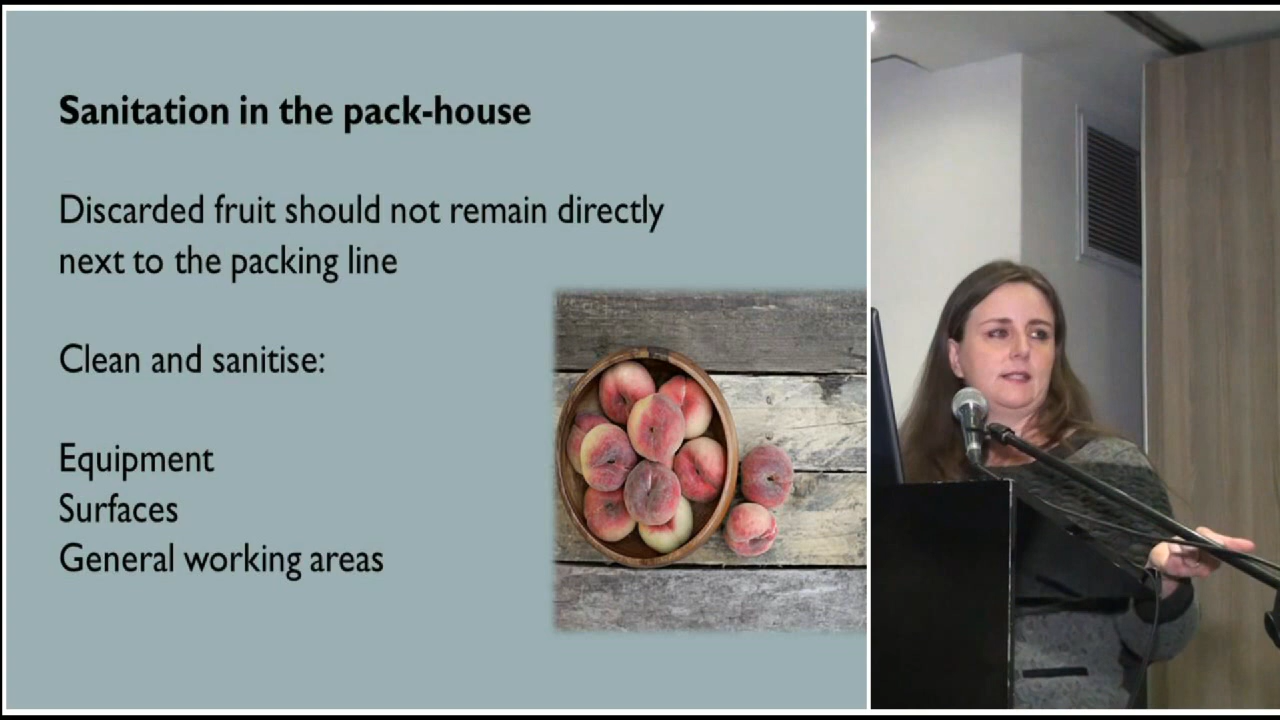 Sanitation in the pack-house
Discarded fruit should not remain directly
next to the packing line
Clean and sanitise:
Equipment
Surfaces
General working areas